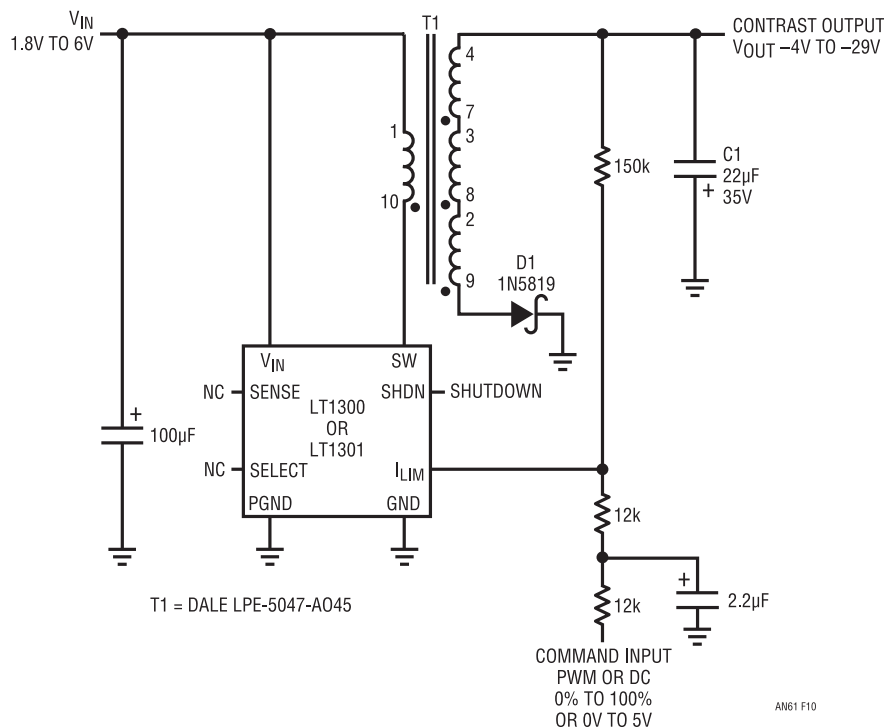 VIN
1.8V TO 6V
T1
4
7
3
8
2
9
1
10
CONTRAST OUTPUT
VOUT –4V TO –29V
150k
C1
22µF
+
35V
D1
1N5819
VIN
SW
NC
SENSE
SHDN
SHUTDOWN
LT1300
OR
LT1301
+
100µF
NC
SELECT
ILIM
PGND
GND
12k
12k
+
2.2µF
T1 = DALE LPE-5047-AO45
COMMAND INPUT
PWM OR DC
0% TO 100%
OR 0V TO 5V
AN61 F10